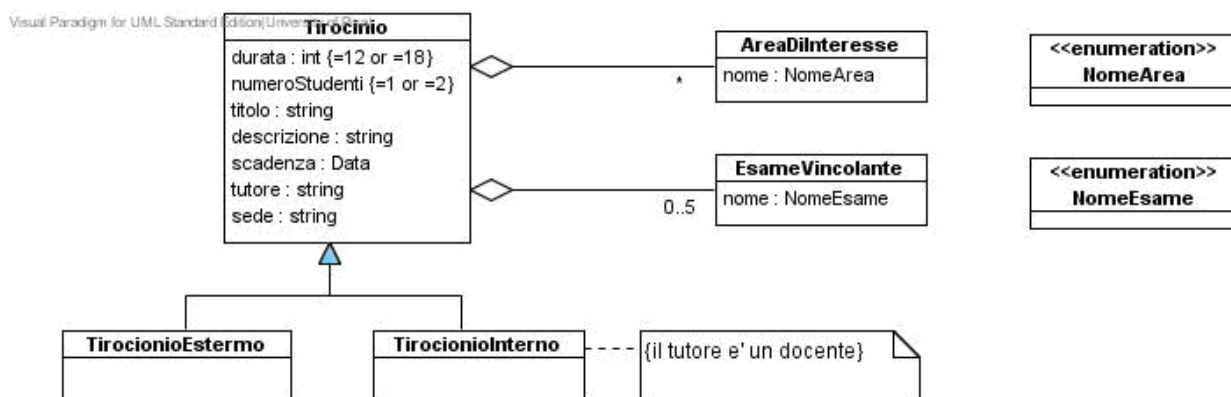 Visual Paradigm for UML Standard Edition(University of
Tirocinio
durata : int {=12 or =18}
numeroStudenti {=1 or =2}
titolo : string
descrizione : string
scadenza : Data
tutore : string
sede : string
AreaDiInteresse
nome : NomeArea
*
<<enumeration>>
NomeArea
EsameVincolante
nome : NomeEsame
0..5
<<enumeration>>
NomeEsame
TirocionioEstermo
TirocionioInterno
{il tutore e' un docente}